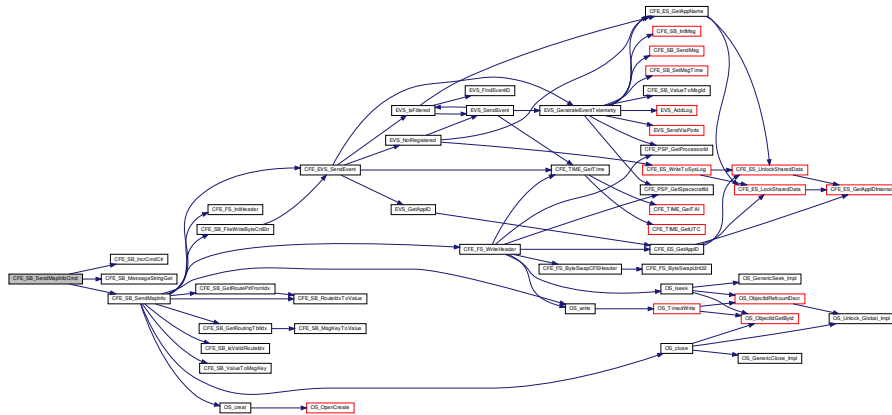 CFE_SB_SendMapInfoCmd
CFE_SB_IncrCmdCtr
CFE_SB_MessageStringGet
CFE_SB_SendMapInfo
CFE_FS_InitHeader
CFE_SB_FileWriteByteCntErr
CFE_SB_GetRoutePtrFromIdx
CFE_SB_GetRoutingTblIdx
CFE_SB_IsValidRouteIdx
CFE_SB_ValueToMsgKey
OS_creat
CFE_EVS_SendEvent
CFE_SB_RouteIdxToValue
CFE_SB_MsgKeyToValue
OS_OpenCreate
EVS_IsFiltered
EVS_NotRegistered
EVS_GetAppID
EVS_FindEventID
EVS_SendEvent
CFE_FS_WriteHeader
EVS_GenerateEventTelemetry
CFE_TIME_GetTime
CFE_FS_ByteSwapCFEHeader
OS_write
CFE_ES_GetAppName
CFE_SB_InitMsg
CFE_SB_SendMsg
CFE_SB_SetMsgTime
CFE_SB_ValueToMsgId
EVS_AddLog
EVS_SendViaPorts
CFE_PSP_GetProcessorId
CFE_ES_WriteToSysLog
CFE_PSP_GetSpacecraftId
CFE_TIME_GetTAI
CFE_TIME_GetUTC
CFE_ES_GetAppID
CFE_FS_ByteSwapUint32
OS_lseek
OS_TimedWrite
OS_close
CFE_ES_UnlockSharedData
CFE_ES_LockSharedData
OS_GenericSeek_Impl
OS_ObjectIdRefcountDecr
OS_ObjectIdGetById
OS_GenericClose_Impl
CFE_ES_GetAppIDInternal
OS_Unlock_Global_Impl